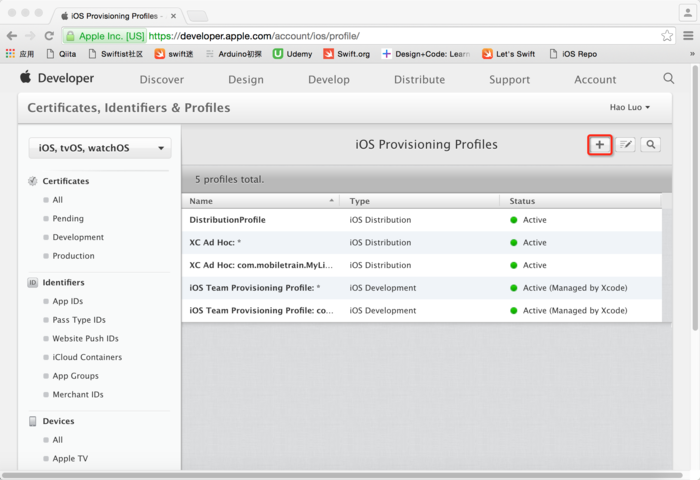 iOS Provisioning Profiles -
Apple Inc. [US] https://developer.apple.com/account/ios/profile/
应用 Qiita Swiftist社区 swift迷 Arduino初探 Udemy Swift.org Design+Code: Learn Let's Swift iOS Repo »
Developer Discover Design Develop Distribute Support Account
Certificates, Identifiers & Profiles Hao Luo
iOS, tvOS, watchOS
iOS Provisioning Profiles
Certificates
All
Pending
Development
Production
Identifiers
App IDs
Pass Type IDs
Website Push IDs
iCloud Containers
App Groups
Merchant IDs
Devices
All
Apple TV
5 profiles total.
Name Type Status
DistributionProfile iOS Distribution Active
XC Ad Hoc: * iOS Distribution Active
XC Ad Hoc: com.mobiletrain.MyLi... iOS Distribution Active
iOS Team Provisioning Profile: * iOS Development Active (Managed by Xcode)
iOS Team Provisioning Profile: co... iOS Development Active (Managed by Xcode)